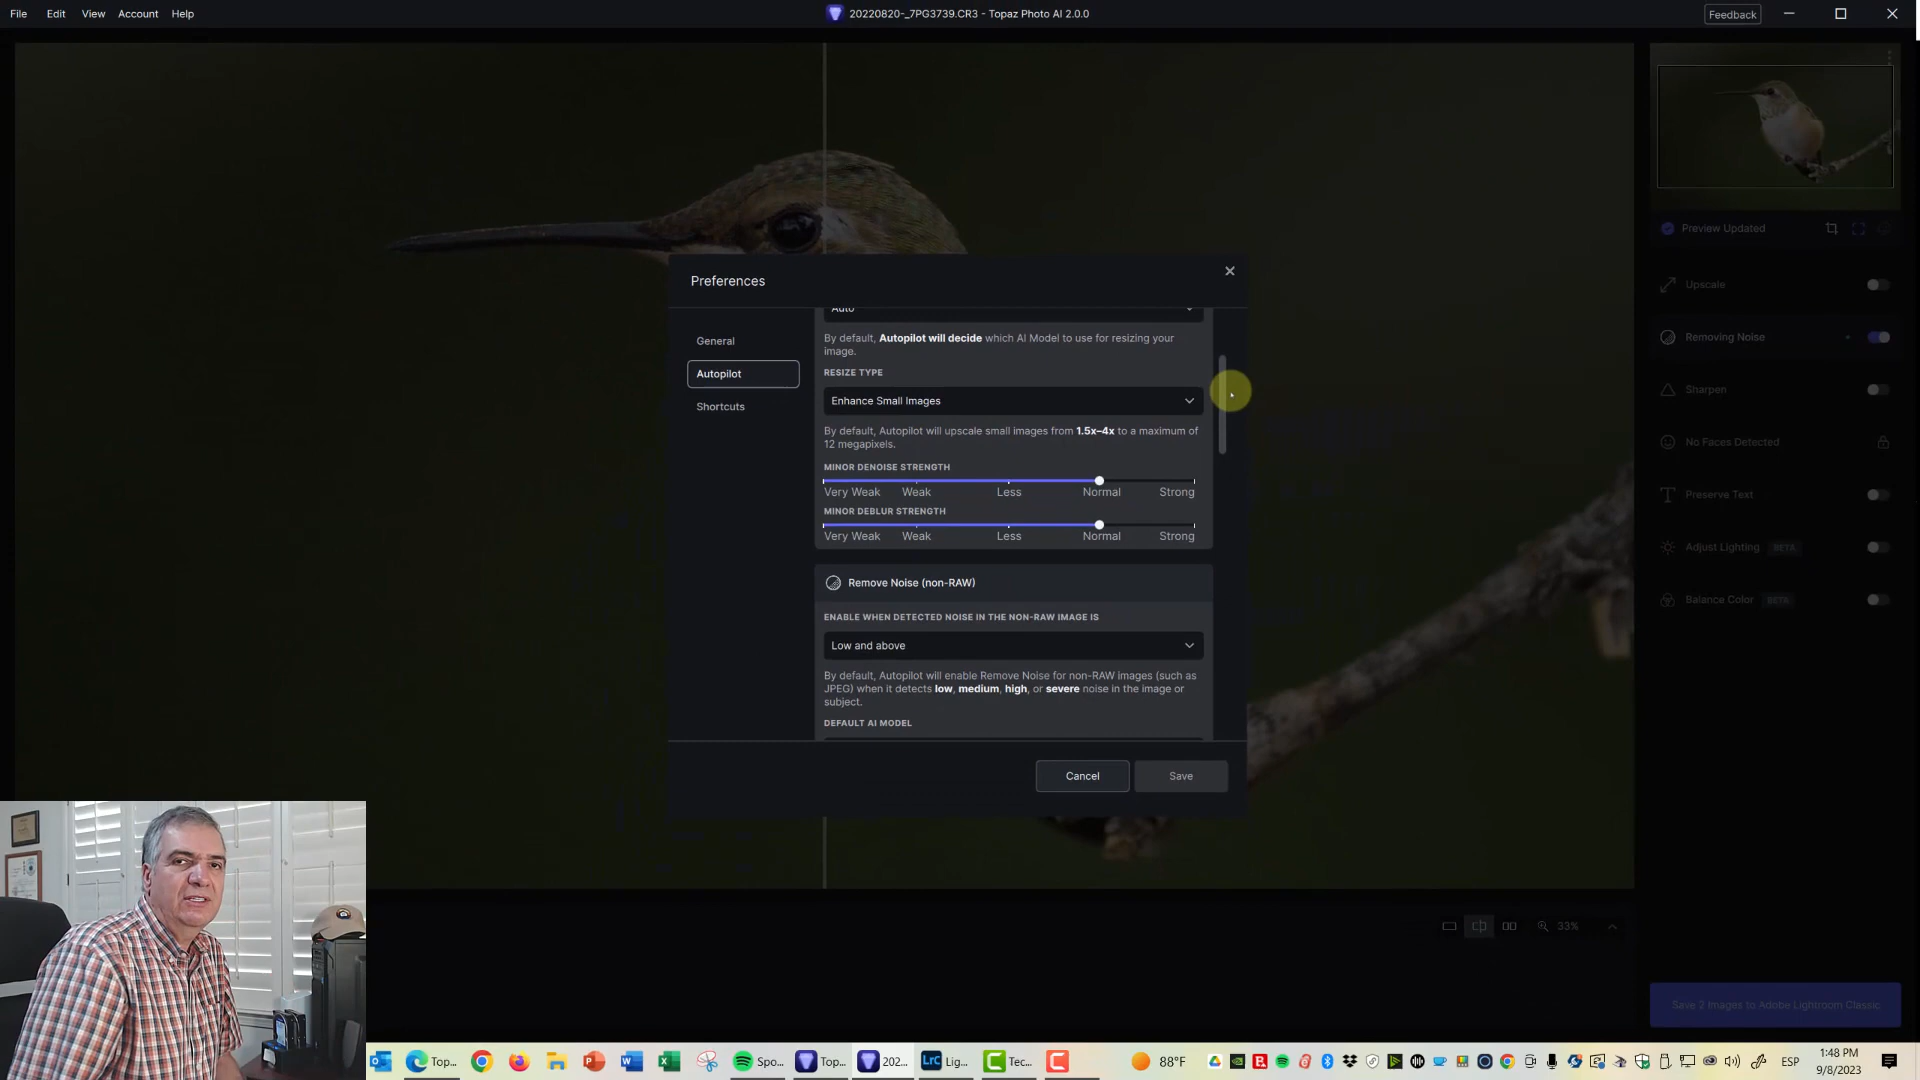 File Edit View Account Help
20220820-_7PG3739.CR3 - Topaz Photo AI 2.0.0
Feedback
Preview Updated
Upscale
Removing Noise
Sharpen
No Faces Detected
Preserve Text
Adjust Lighting BETA
Balance Color BETA
Preferences
General
Autopilot
Shortcuts
Auto
By default, Autopilot will decide which AI Model to use for resizing your
image.
RESIZE TYPE
Enhance Small Images
By default, Autopilot will upscale small images from 1.5x–4x to a maximum of
12 megapixels.
MINOR DENOISE STRENGTH
Very Weak Weak Less Normal Strong
MINOR DEBLUR STRENGTH
Very Weak Weak Less Normal Strong
Remove Noise (non-RAW)
ENABLE WHEN DETECTED NOISE IN THE NON-RAW IMAGE IS
Low and above
By default, Autopilot will enable Remove Noise for non-RAW images (such as
JPEG) when it detects low, medium, high, or severe noise in the image or
subject.
DEFAULT AI MODEL
Cancel Save
33%
Save 2 Images to Adobe Lightroom Classic
Top... Spo... Top... 202... LrC Lig... Tec...
88°F
ESP
1:48 PM
9/8/2023